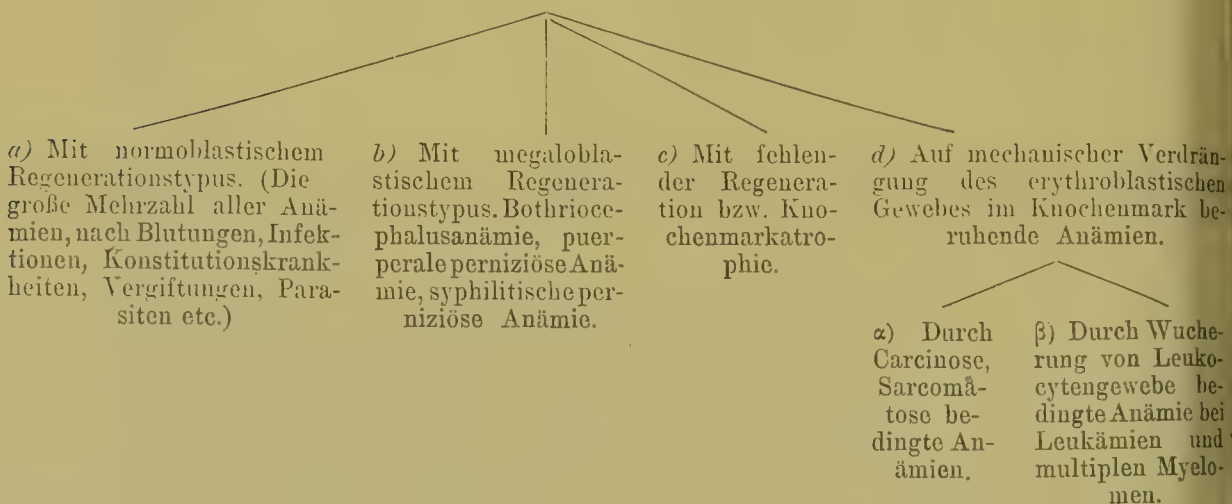 a) Mit normoblastischem
Regenerationstypus. (Die
große Mehrzahl aller Anä-
mien, nach Blutungen, Infek-
tionen, Konstitutionskrank-
heiten, Vergiftungen, Para-
siten etc.)
b) Mit megalobla-
stischem Regenera-
tionstypus. Bothrioce-
phalusanämie, puer-
perale perniziöse Anä-
mie, syphilitische per-
niziöse Anämie.
c) Mit fehlen-
der Regenera-
tion bzw. Kno-
chenmarkatro-
phie.
d) Auf mechanischer Verdrän-
gung des erythroblastischen
Gewebes im Knochenmark be-
ruhende Anämien.
α) Durch
Carcinose,
Sarcomä-
tose be-
dingte An-
ämien.
β) Durch Wuche-
rung von Leuko-
cytengewebe be-
dingte Anämie bei
Leukämien und
multiplen Myelo-
men.